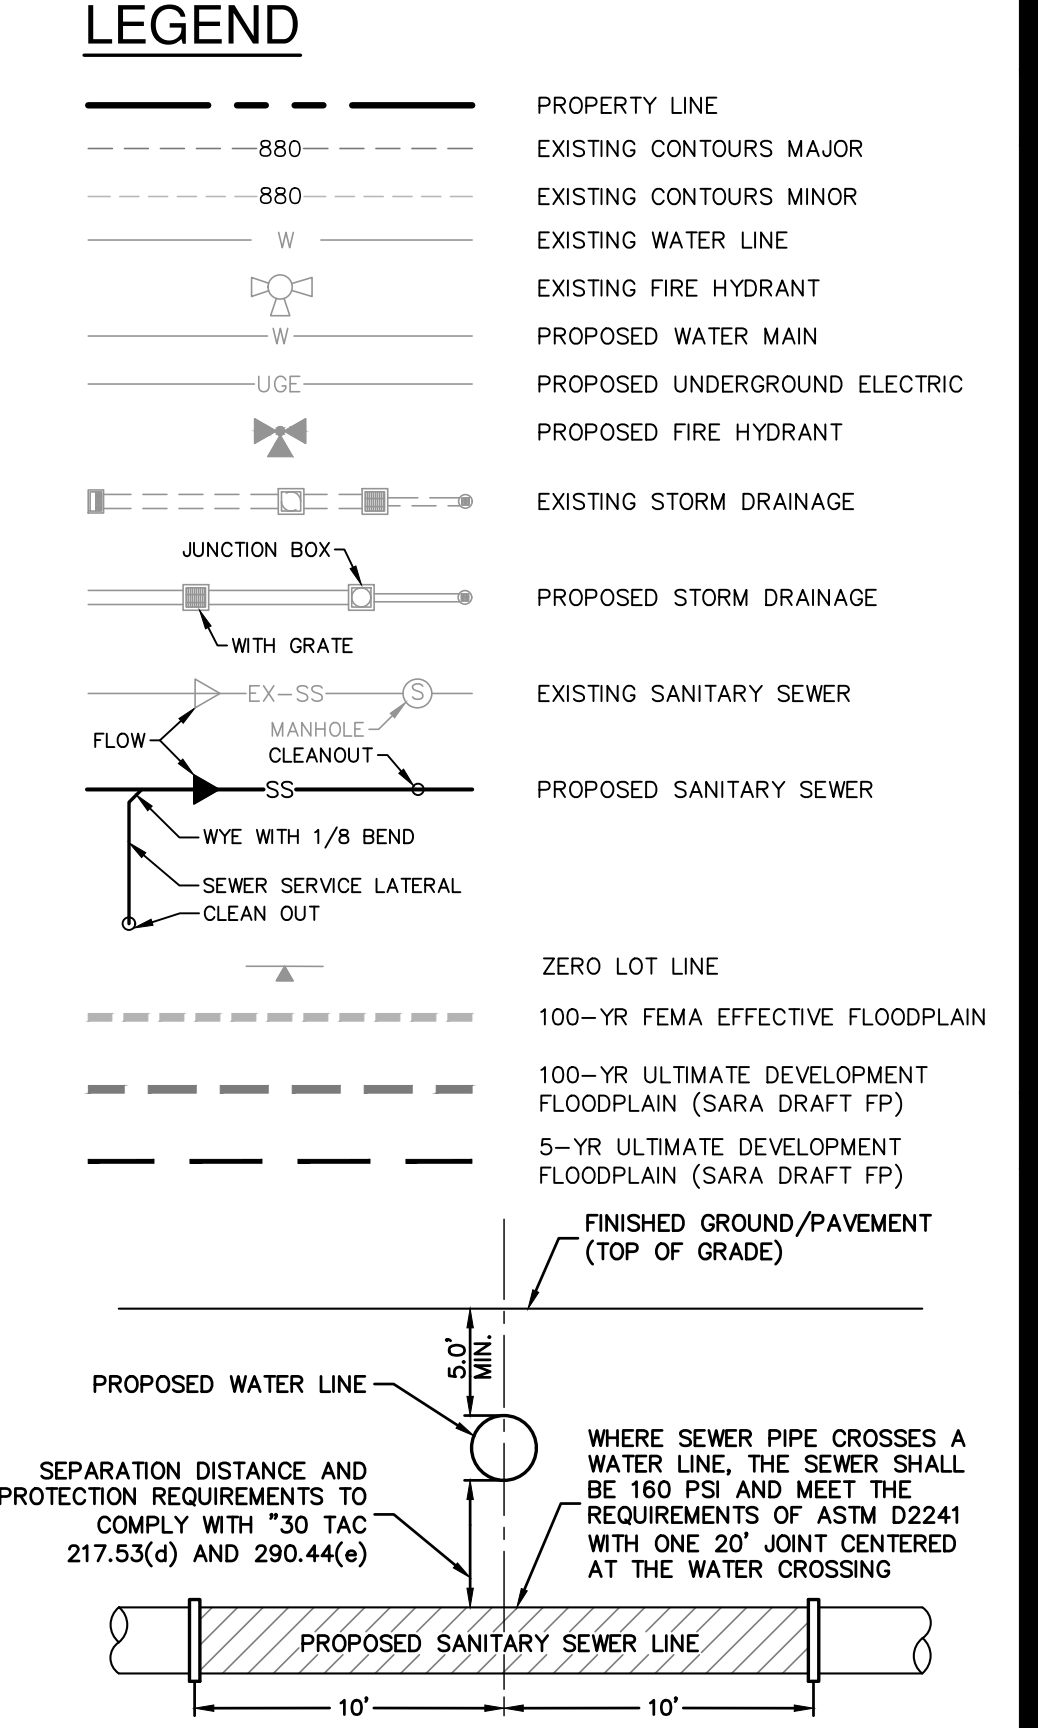 LEGEND
PROPERTY LINE
880 EXISTING CONTOURS MAJOR
880 EXISTING CONTOURS MINOR
W EXISTING WATER LINE
EXISTING FIRE HYDRANT
W PROPOSED WATER MAIN
UGE PROPOSED UNDERGROUND ELECTRIC
PROPOSED FIRE HYDRANT
EXISTING STORM DRAINAGE
JUNCTION BOX
PROPOSED STORM DRAINAGE
WITH GRATE
EX-SS S EXISTING SANITARY SEWER
MANHOLE
FLOW
CLEANOUT
SS PROPOSED SANITARY SEWER
WYE WITH 1/8 BEND
SEWER SERVICE LATERAL
CLEAN OUT
ZERO LOT LINE
100-YR FEMA EFFECTIVE FLOODPLAIN
100-YR ULTIMATE DEVELOPMENT
FLOODPLAIN (SARA DRAFT FP)
5-YR ULTIMATE DEVELOPMENT
FLOODPLAIN (SARA DRAFT FP)
FINISHED GROUND/PAVEMENT
(TOP OF GRADE)
5.0'
MIN.
PROPOSED WATER LINE
SEPARATION DISTANCE AND
PROTECTION REQUIREMENTS TO
COMPLY WITH "30 TAC
217.53(d) AND 290.44(e)
WHERE SEWER PIPE CROSSES A
WATER LINE, THE SEWER SHALL
BE 160 PSI AND MEET THE
REQUIREMENTS OF ASTM D2241
WITH ONE 20' JOINT CENTERED
AT THE WATER CROSSING
PROPOSED SANITARY SEWER LINE
10' 10'